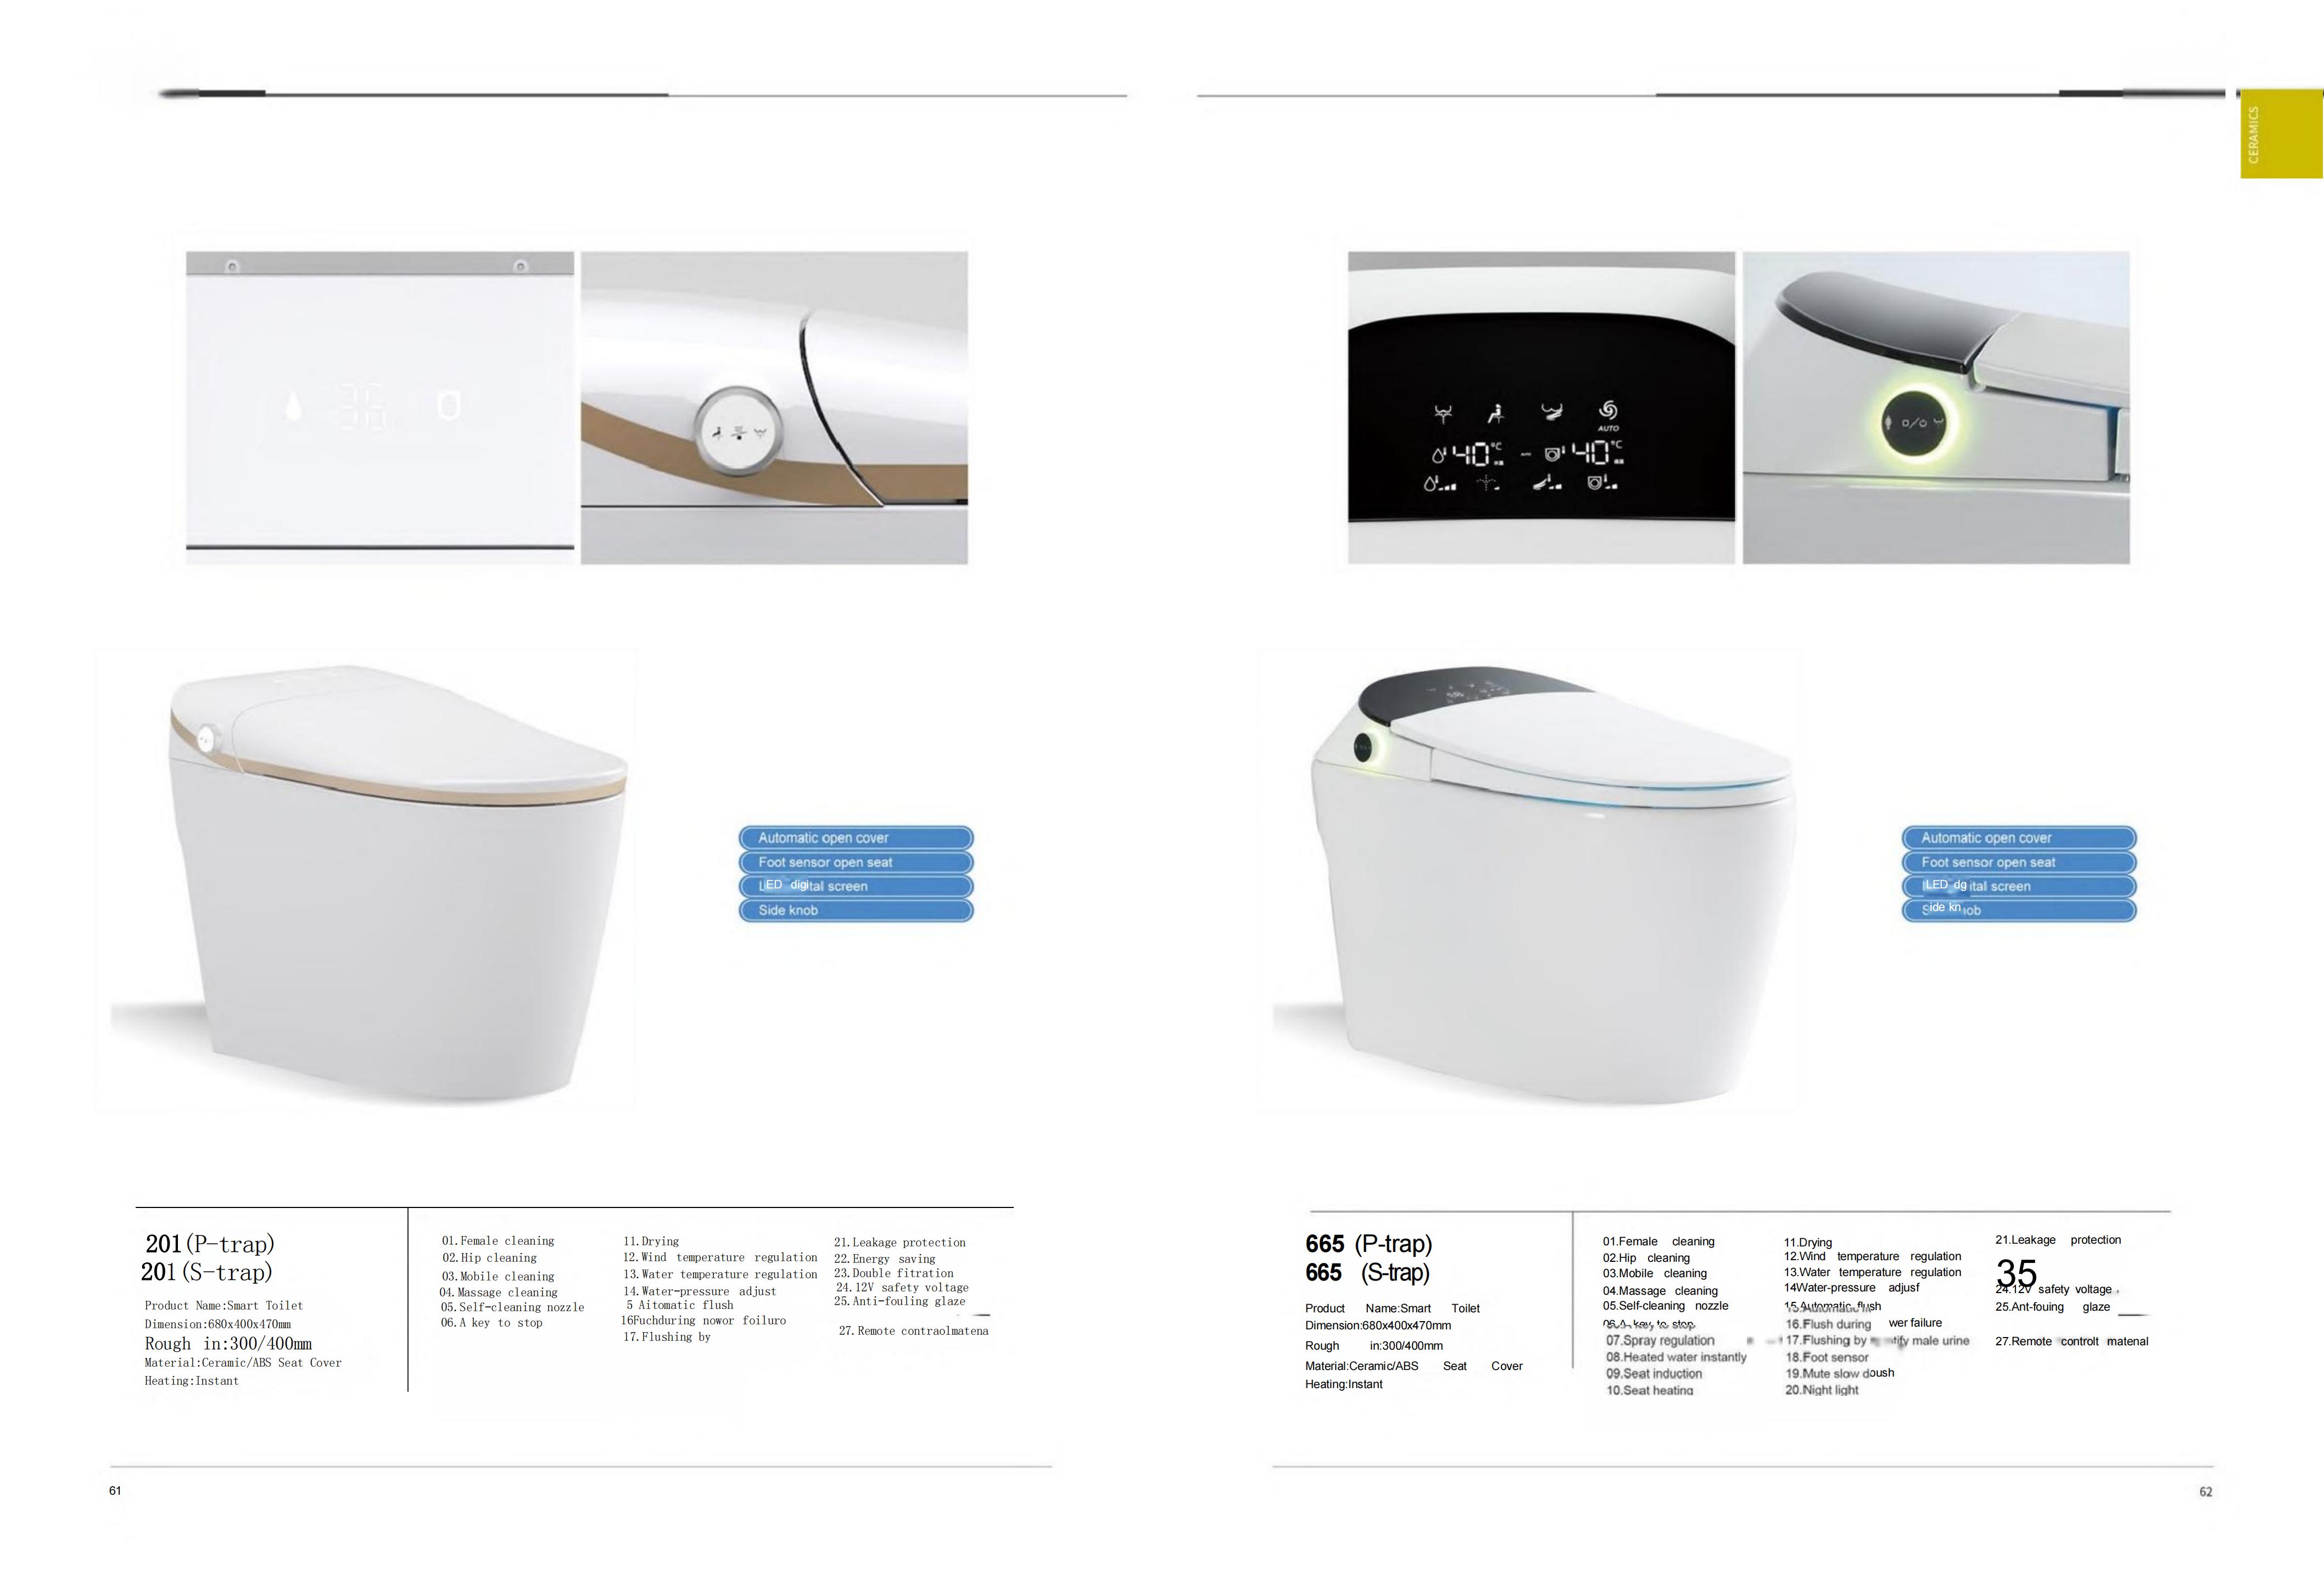 CERAMICS
36
AUTO
40°C
40°C
Automatic open cover
Foot sensor open seat
LED digital screen
Side knob
Automatic open cover
Foot sensor open seat
LED dgital screen
Side knob
201(P-trap)
201(S-trap)
Product Name:Smart Toilet
Dimension:680x400x470mm
Rough in:300/400mm
Material:Ceramic/ABS Seat Cover
Heating:Instant
01.Female cleaning
02.Hip cleaning
03.Mobile cleaning
04.Massage cleaning
05.Self-cleaning nozzle
06.A key to stop
11.Drying
12.Wind temperature regulation
13.Water temperature regulation
14.Water-pressure adjust
5 Aitomatic flush
16Fuchduring nowor foiluro
17.Flushing by
21.Leakage protection
22.Energy saving
23.Double fitration
24.12V safety voltage
25.Anti-fouling glaze
27.Remote contraolmatena
665 (P-trap)
665 (S-trap)
Product Name:Smart Toilet
Dimension:680x400x470mm
Rough in:300/400mm
Material:Ceramic/ABS Seat Cover
Heating:Instant
01.Female cleaning
02.Hip cleaning
03.Mobile cleaning
04.Massage cleaning
05.Self-cleaning nozzle
06.A key to stop
07.Spray regulation
08.Heated water instantly
09.Seat induction
10.Seat heating
11.Drying
12.Wind temperature regulation
13.Water temperature regulation
14Water-pressure adjusf
15.Automatic flush
16.Flush during wer failure
17.Flushing by male urine
18.Foot sensor
19.Mute slow doush
20.Night light
21.Leakage protection
35
24.12V safety voltage
25.Ant-fouing glaze
27.Remote controlt matenal
61
62